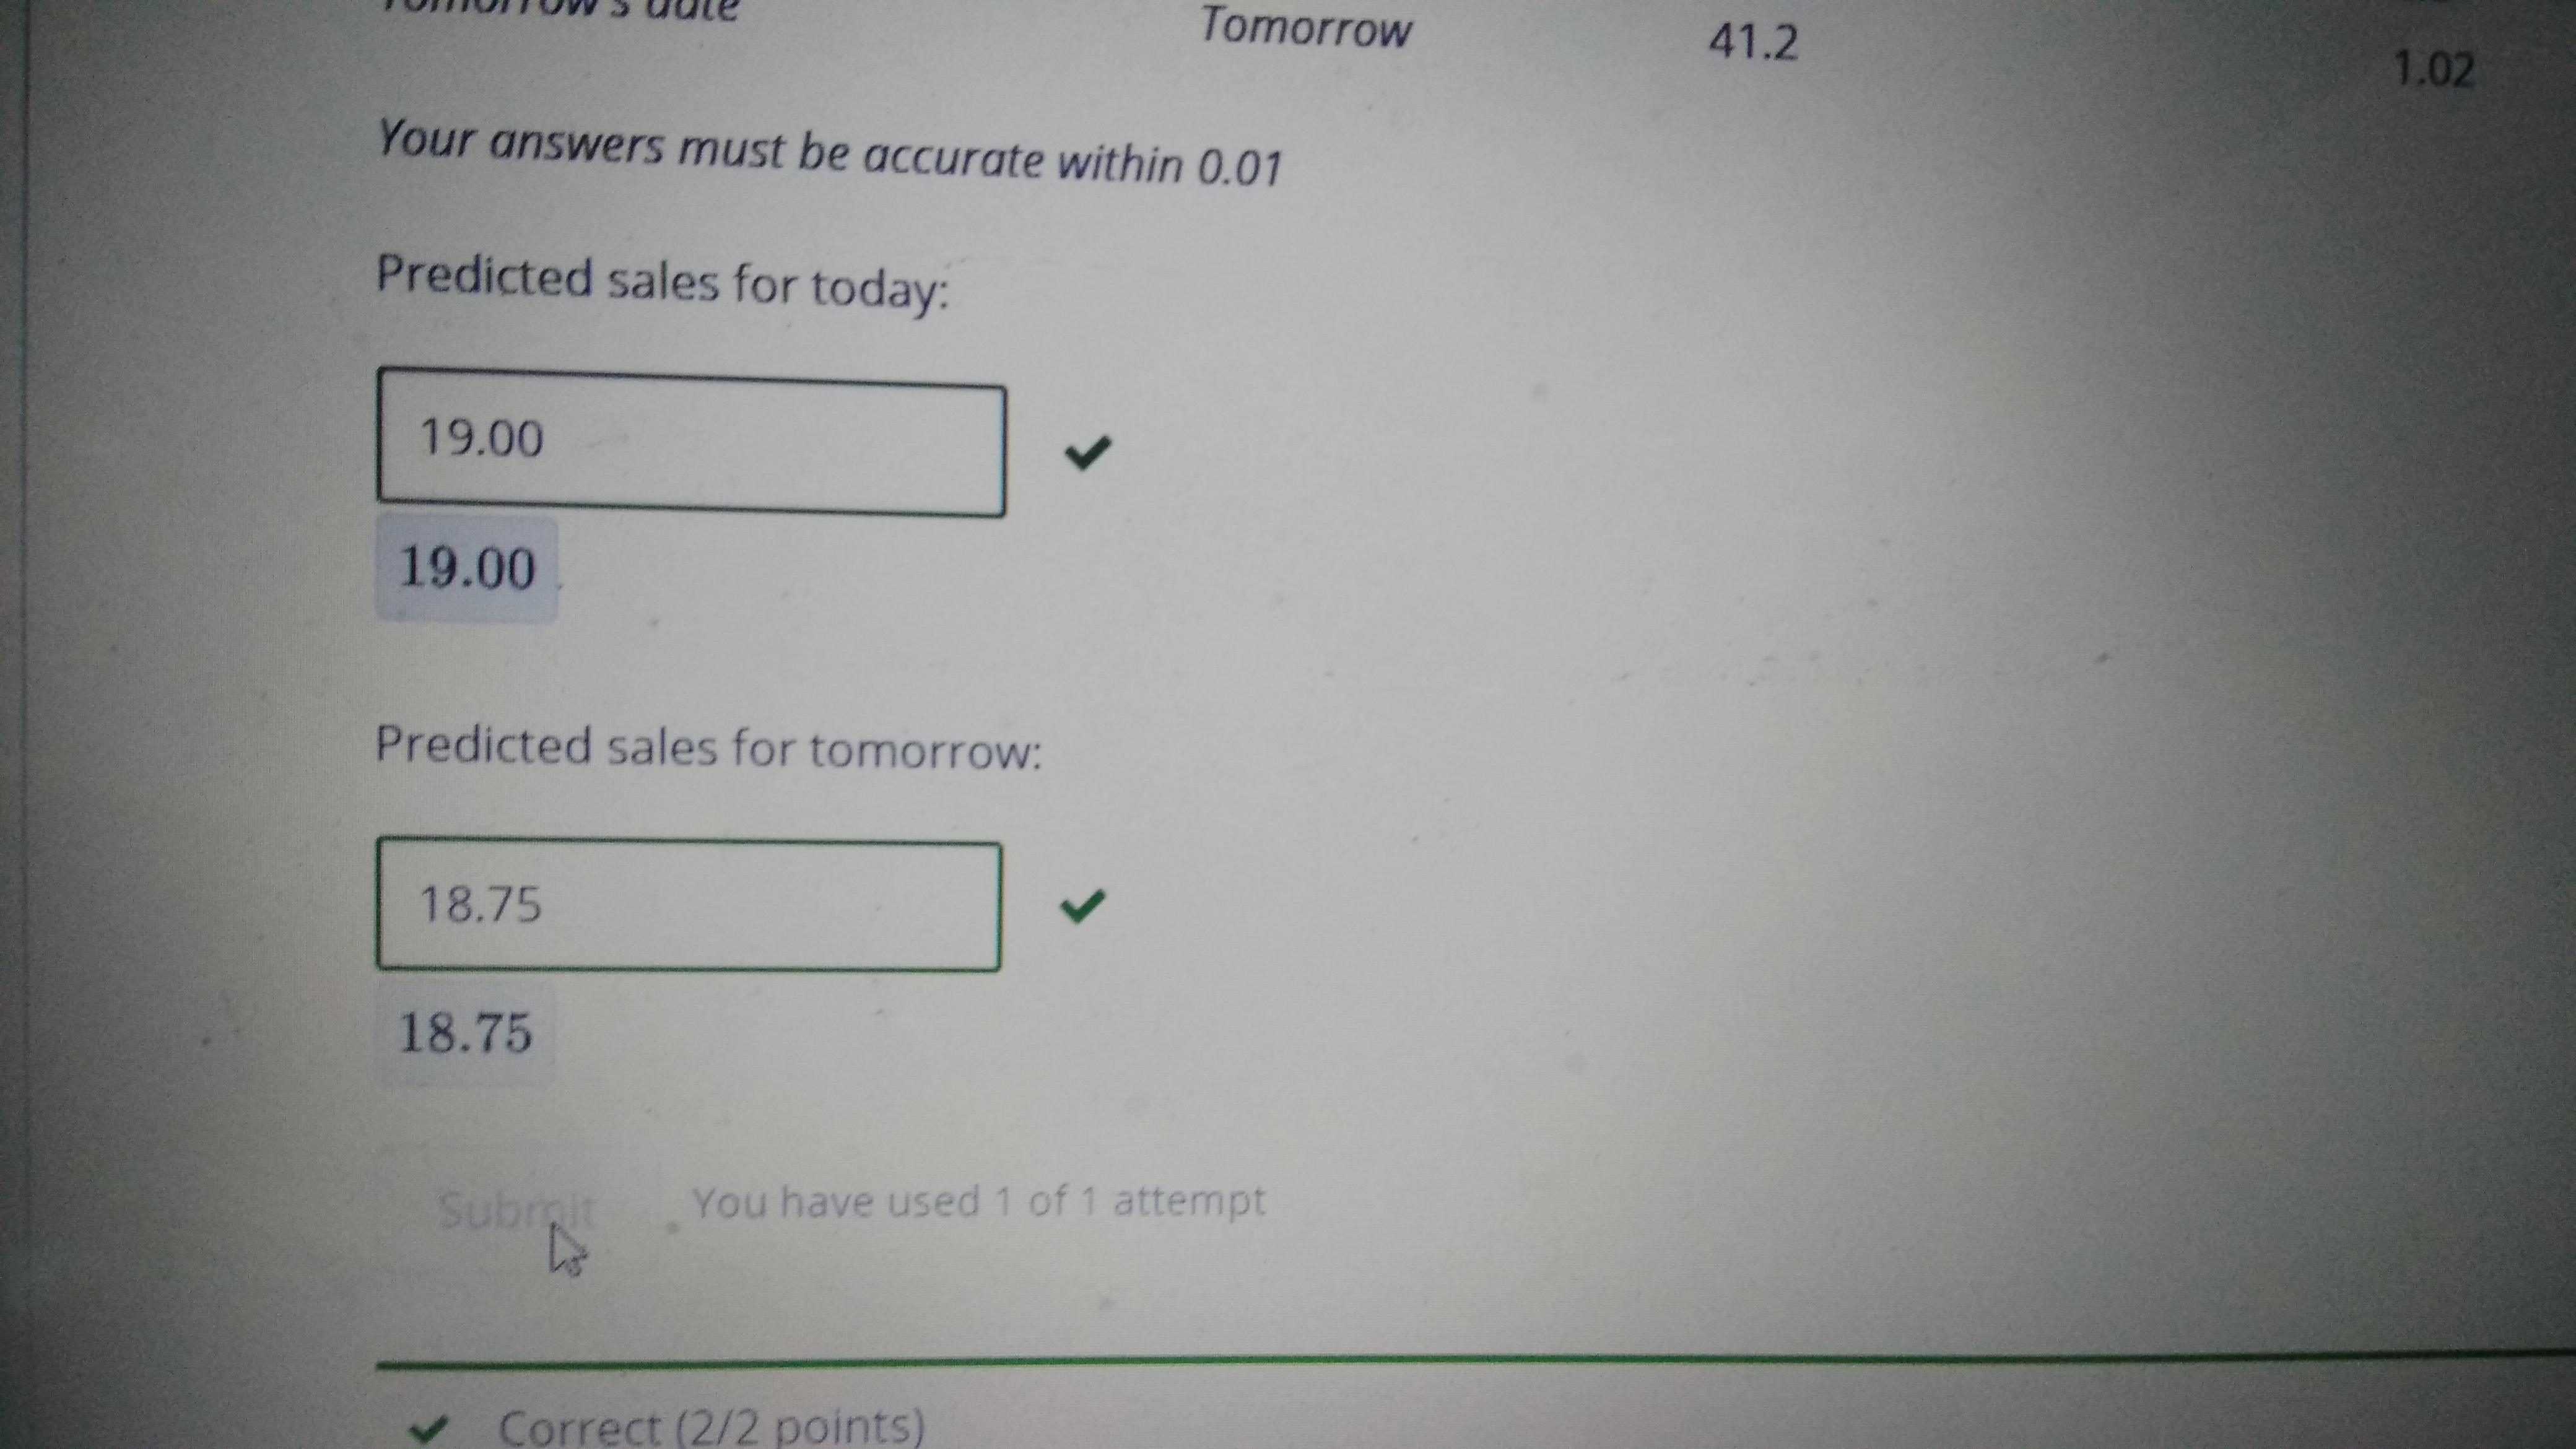 Tomorrow's date Tomorrow 41.2 1.02
Your answers must be accurate within 0.01
Predicted sales for today:
19.00
19.00
Predicted sales for tomorrow:
18.75
18.75
Submit You have used 1 of 1 attempt
Correct (2/2 points)